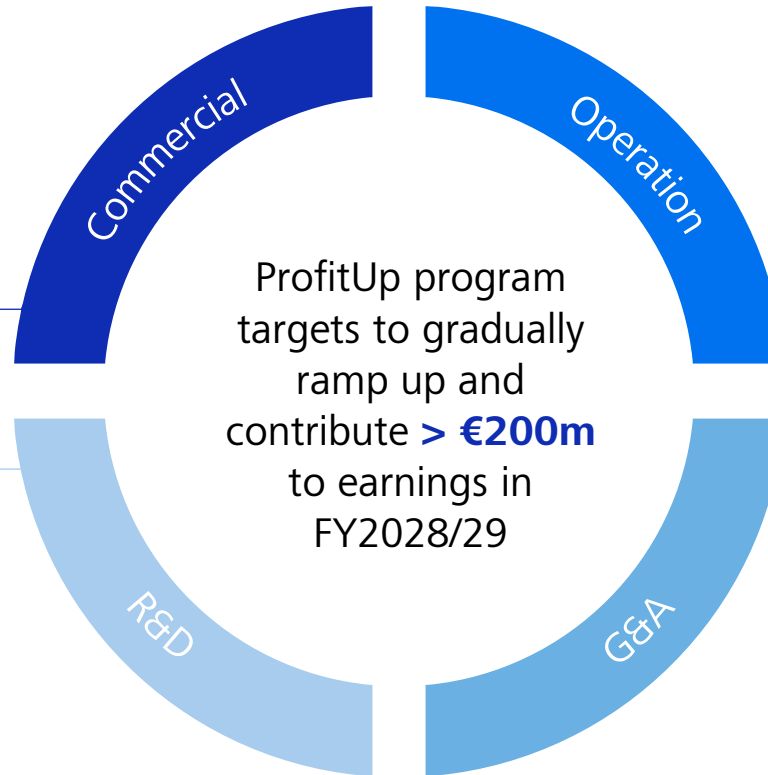 Commercial
Operation
ProfitUp program
targets to gradually
ramp up and
contribute > €200m
to earnings in
FY2028/29
R&D
G&A